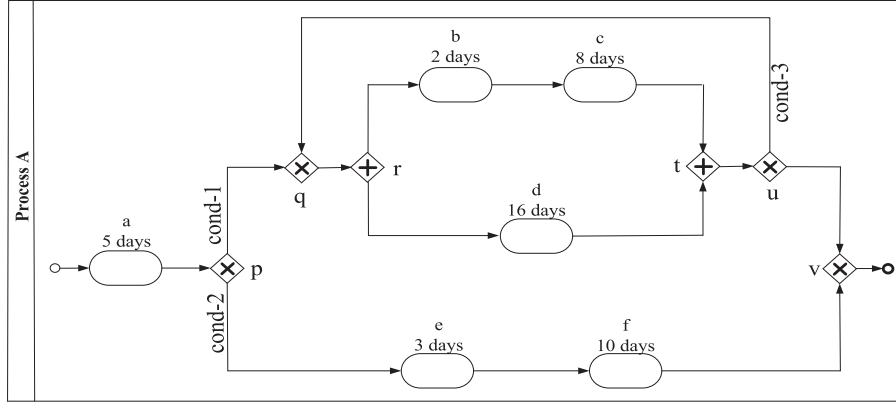 Process A
a
5 days
p
cond-1
cond-2
q
r
b
2 days
c
8 days
d
16 days
t
u
cond-3
e
3 days
f
10 days
v